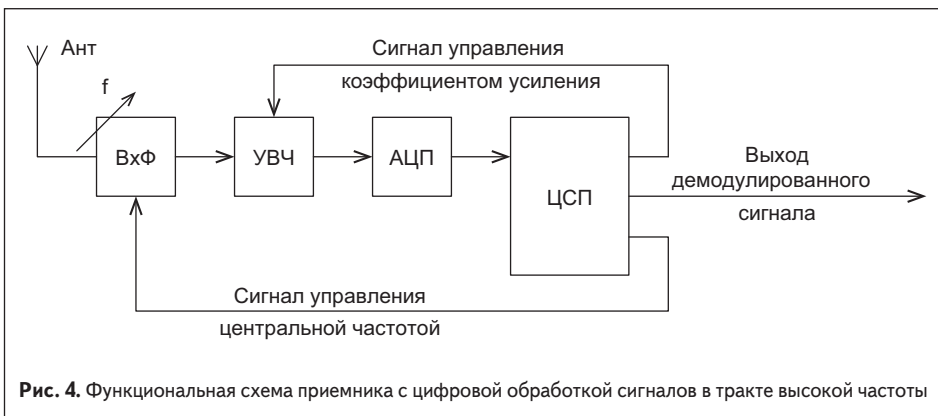 Ант
Сигнал управления
коэффициентом усиления
f
ВхФ
УВЧ
АЦП
ЦСП
Выход
демодулированного
сигнала
Сигнал управления
центральной частотой
Рис. 4. Функциональная схема приемника с цифровой обработкой сигналов в тракте высокой частоты